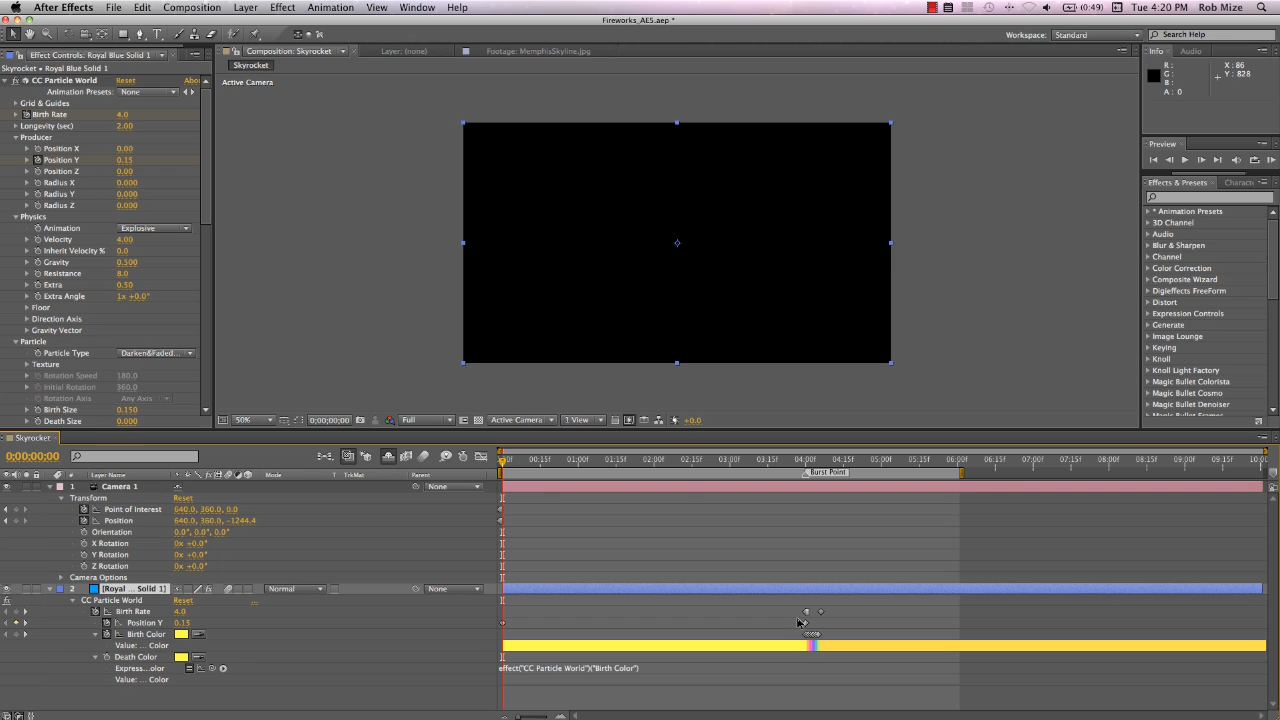 After Effects File Edit Composition Layer Effect Animation View Window Help (0:49) Tue 4:20 PM Rob Mize
Fireworks_AE5.aep *
Workspace: Standard Search Help
Effect Controls: Royal Blue Solid 1
Skyrocket • Royal Blue Solid 1
fx CC Particle World Reset Abou
Animation Presets: None
Grid & Guides
Birth Rate 4.0
Longevity (sec) 2.00
Producer
Position X 0.00
Position Y 0.15
Position Z 0.00
Radius X 0.000
Radius Y 0.000
Radius Z 0.000
Physics
Animation Explosive
Velocity 4.00
Inherit Velocity % 0.0
Gravity 0.500
Resistance 8.0
Extra 0.50
Extra Angle 1x +0.0°
Floor
Direction Axis
Gravity Vector
Particle
Particle Type Darken&Faded...
Texture
Rotation Speed 180.0
Initial Rotation 360.0
Rotation Axis Any Axis
Birth Size 0.150
Death Size 0.000
Composition: Skyrocket Layer: (none) Footage: MemphisSkyline.jpg
Skyrocket
Active Camera
50% 0;00;00;00 Full Active Camera 1 View +0.0
Info Audio
R : X : 86
G : Y : 828
B :
A : 0
Preview
Effects & Presets Charact
* Animation Presets
3D Channel
Audio
Blur & Sharpen
Channel
Color Correction
Composite Wizard
Digieffects FreeForm
Distort
Expression Controls
Generate
Image Lounge
Keying
Knoll
Knoll Light Factory
Magic Bullet Colorista
Magic Bullet Cosmo
Magic Bullet Denoiser
Magic Bullet Frames
Skyrocket
0;00;00;00
00:15f 01:00f 01:15f 02:00f 02:15f 03:00f 03:15f 04:00f 04:15f 05:00f 05:15f 06:00f 06:15f 07:00f 07:15f 08:00f 08:15f 09:00f 09:15f 10:00
Burst Point
# Layer Name Mode T TrkMat Parent
1 Camera 1 None
Transform Reset
Point of Interest 640.0, 360.0, 0.0
Position 640.0, 360.0, -1244.4
Orientation 0.0°, 0.0°, 0.0°
X Rotation 0x +0.0°
Y Rotation 0x +0.0°
Z Rotation 0x +0.0°
Camera Options
2 [Royal ... Solid 1] Normal None
fx CC Particle World Reset
Birth Rate 4.0
Position Y 0.15
Birth Color
Value: ... Color
Death Color
Express...olor effect("CC Particle World")("Birth Color")
Value: ... Color